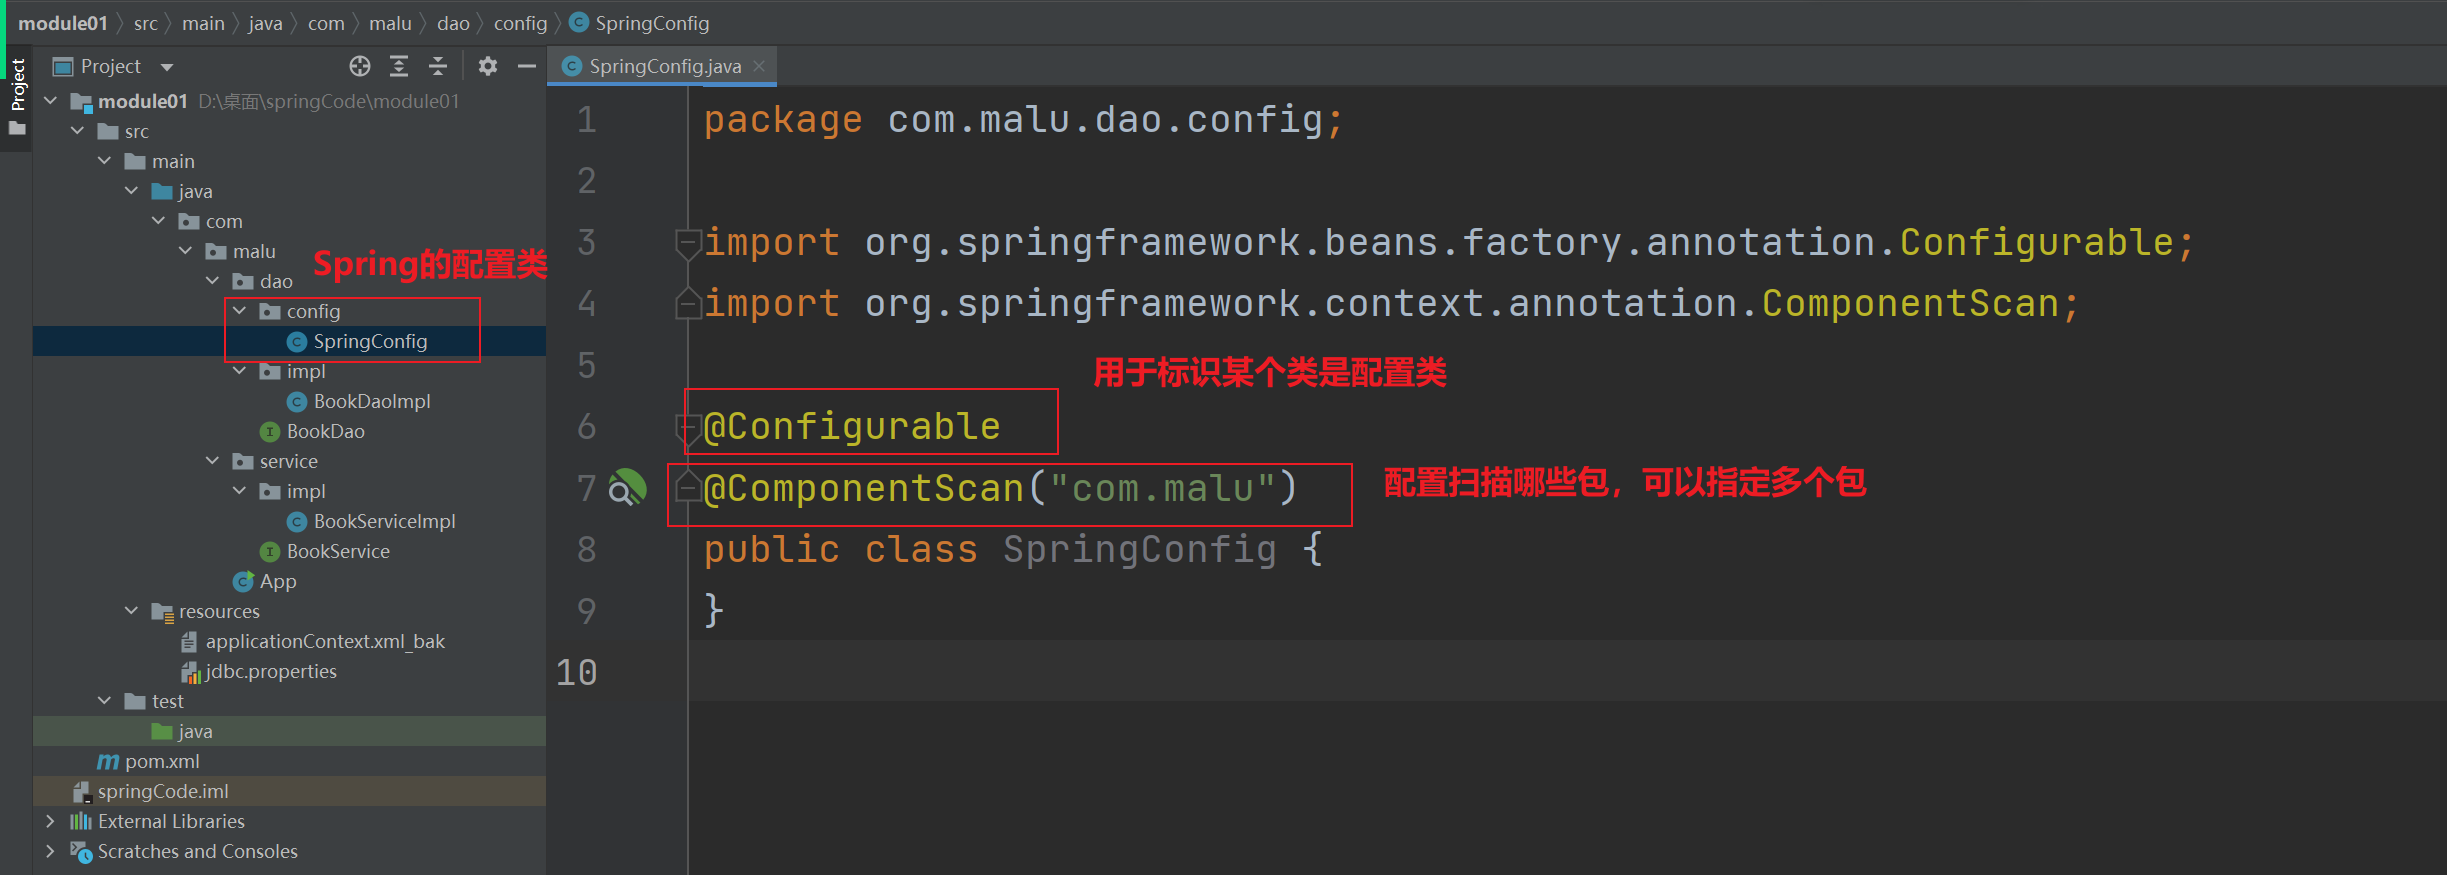 module01 src main java com malu dao config SpringConfig
Project
Project
SpringConfig.java
module01 D:\桌面\springCode\module01
src
main
java
com
malu
Spring的配置类
dao
config
SpringConfig
impl
BookDaoImpl
BookDao
service
impl
BookServiceImpl
BookService
App
resources
applicationContext.xml_bak
jdbc.properties
test
java
pom.xml
springCode.iml
External Libraries
Scratches and Consoles
1 package com.malu.dao.config;
2
3 import org.springframework.beans.factory.annotation.Configurable;
4 import org.springframework.context.annotation.ComponentScan;
5
用于标识某个类是配置类
6 @Configurable
7 @ComponentScan("com.malu")
配置扫描哪些包，可以指定多个包
8 public class SpringConfig {
9 }
10